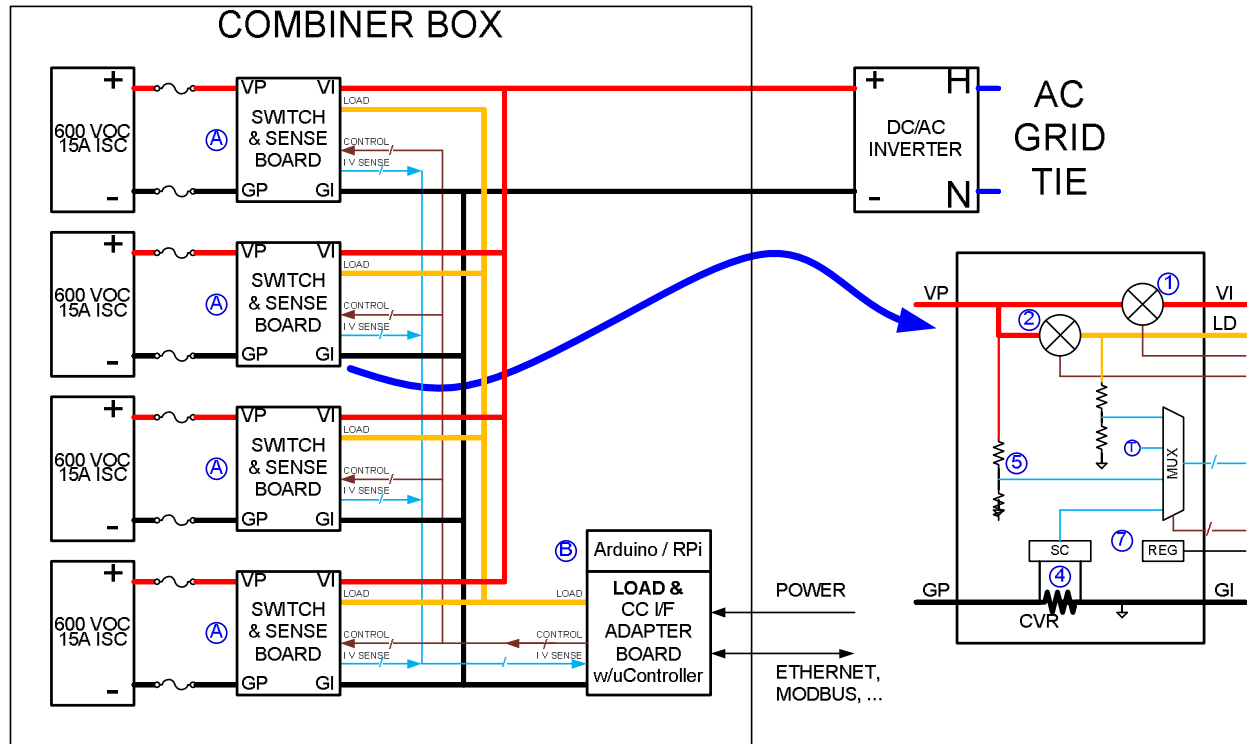 COMBINER BOX
600 VOC
15A ISC
+
-
VP
VI
SWITCH
& SENSE
BOARD
GP
GI
A
LOAD
CONTROL
I V SENSE
+
-
DC/AC
INVERTER
H
N
AC
GRID
TIE
600 VOC
15A ISC
+
-
VP
VI
SWITCH
& SENSE
BOARD
GP
GI
A
LOAD
CONTROL
I V SENSE
600 VOC
15A ISC
+
-
VP
VI
SWITCH
& SENSE
BOARD
GP
GI
A
LOAD
CONTROL
I V SENSE
600 VOC
15A ISC
+
-
VP
VI
SWITCH
& SENSE
BOARD
GP
GI
A
LOAD
CONTROL
I V SENSE
LOAD
CONTROL
I V SENSE
B
Arduino / RPi
LOAD &
CC I/F
ADAPTER
BOARD
w/uController
POWER
ETHERNET,
MODBUS, ...
VP
1
VI
2
LD
5
T
MUX
SC
7
REG
4
GP
GI
CVR